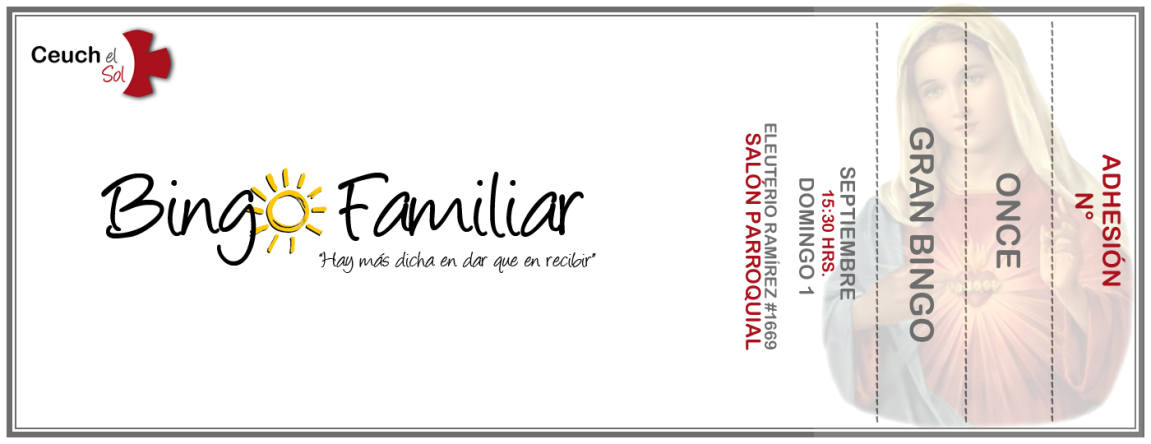 Ceuch el
Sol
Bingo Familiar
"Hay más dicha en dar que en recibir"
ELEUTERIO RAMÍREZ #1669
SALÓN PARROQUIAL
SEPTIEMBRE
15:30 HRS.
DOMINGO 1
GRAN BINGO
ONCE
ADHESIÓN
N°